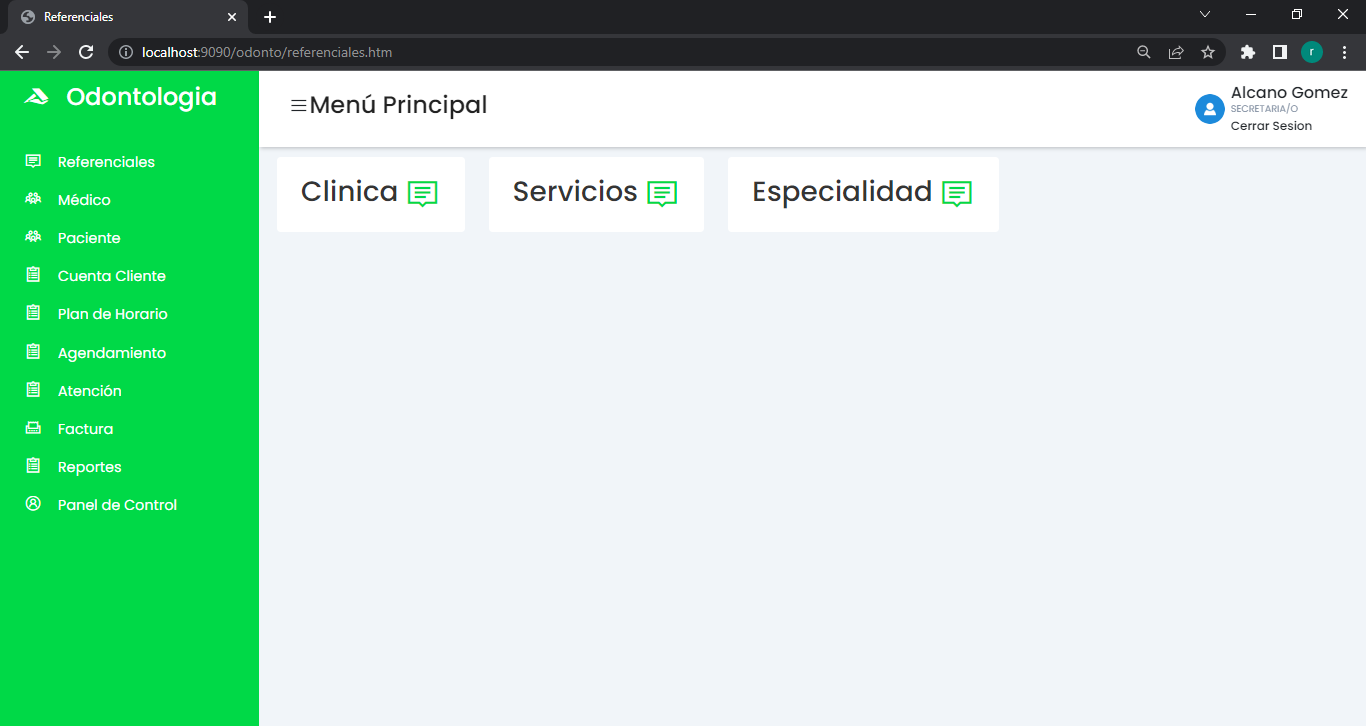 Referenciales
localhost:9090/odonto/referenciales.htm
r
Odontologia
Referenciales
Médico
Paciente
Cuenta Cliente
Plan de Horario
Agendamiento
Atención
Factura
Reportes
Panel de Control
Menú Principal
Alcano Gomez
SECRETARIA/O
Cerrar Sesion
Clinica
Servicios
Especialidad